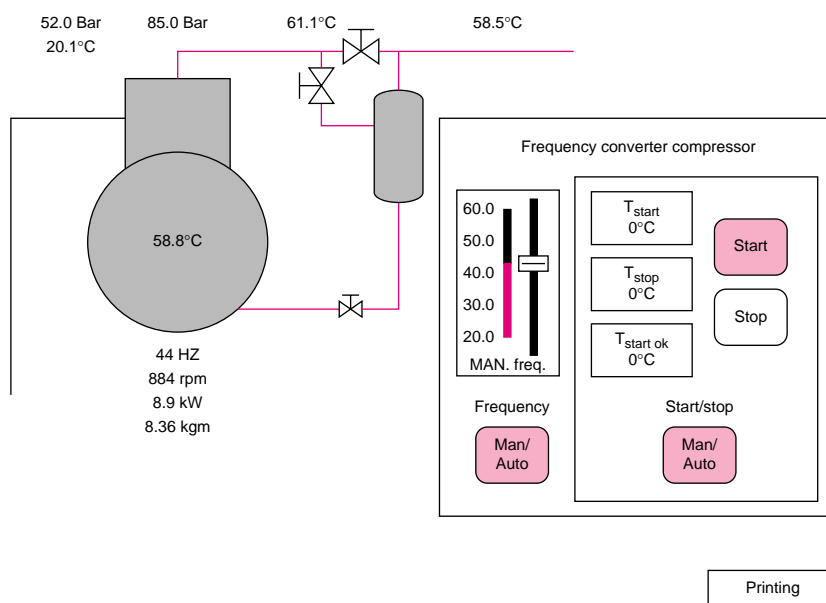 52.0 Bar 85.0 Bar 61.1°C 58.5°C
20.1°C
58.8°C
44 HZ
884 rpm
8.9 kW
8.36 kgm
Frequency converter compressor
60.0
50.0
40.0
30.0
20.0
MAN. freq.
Tstart
0°C
Tstop
0°C
Tstart ok
0°C
Start
Stop
Frequency
Man/
Auto
Start/stop
Man/
Auto
Printing